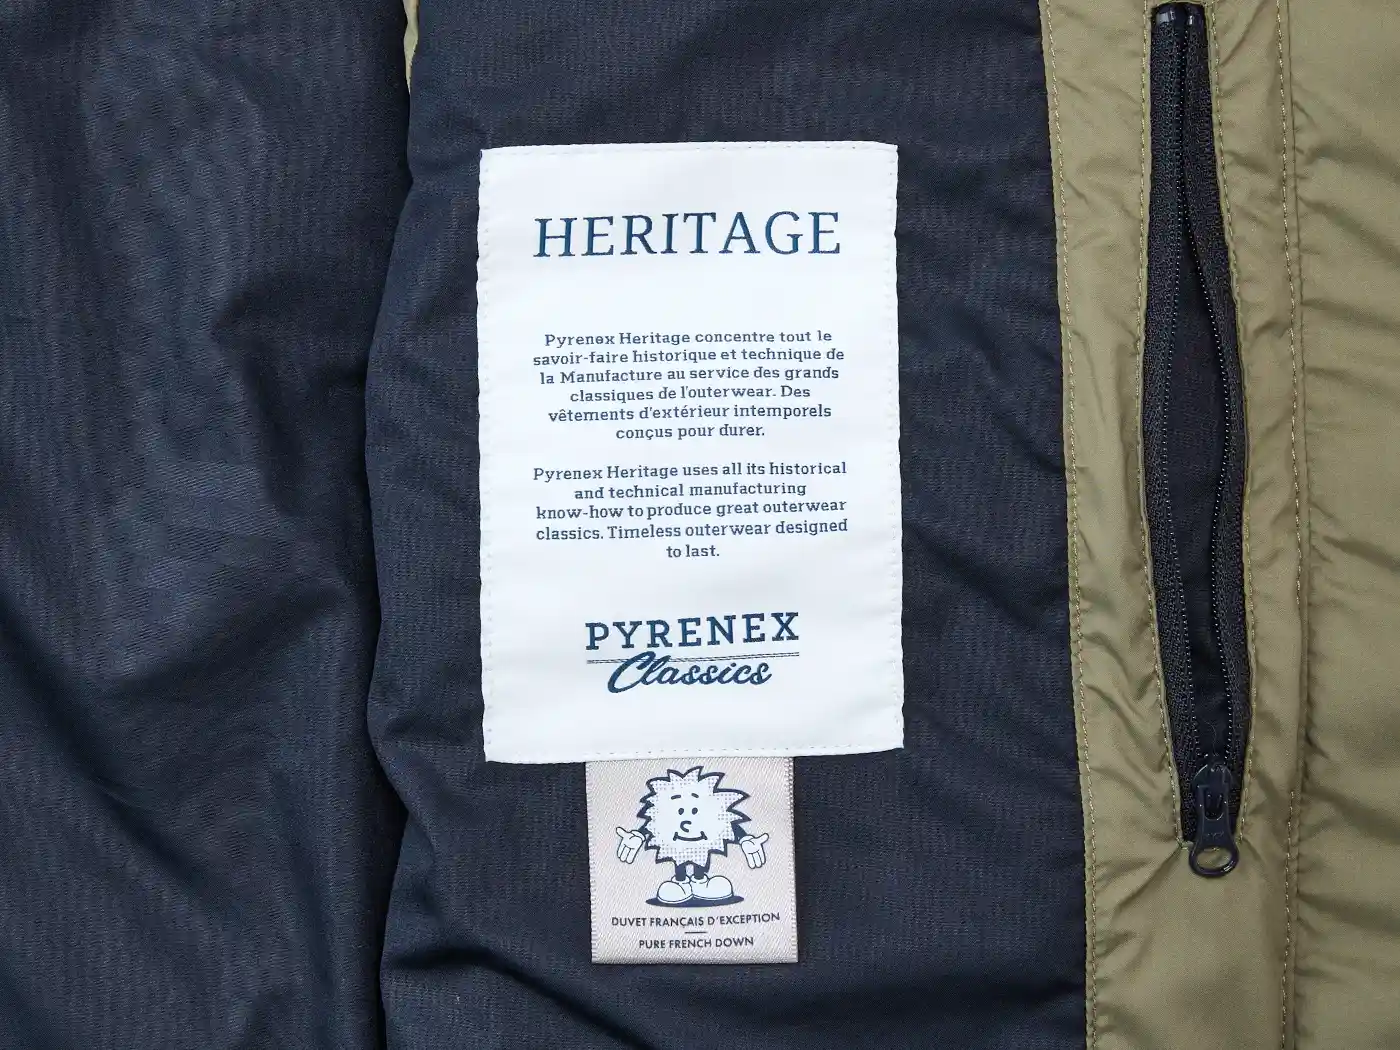 HERITAGE
Pyrenex Heritage concentre tout le
savoir-faire historique et technique de
la Manufacture au service des grands
classiques de l'outerwear. Des
vêtements d'extérieur intemporels
conçus pour durer.
Pyrenex Heritage uses all its historical
and technical manufacturing
know-how to produce great outerwear
classics. Timeless outerwear designed
to last.
PYRENEX
Classics
DUVET FRANÇAIS D'EXCEPTION
PURE FRENCH DOWN